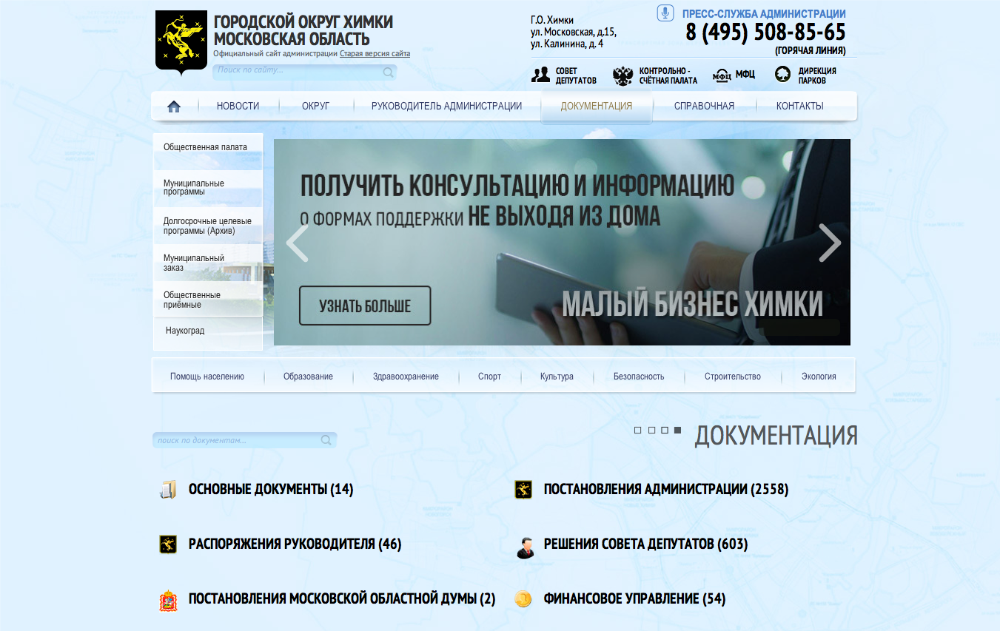 ГОРОДСКОЙ ОКРУГ ХИМКИ
МОСКОВСКАЯ ОБЛАСТЬ
Официальный сайт администрации Старая версия сайта
Поиск по сайту...
Г.О. Химки
ул. Московская, д.15,
ул. Калинина, д. 4
ПРЕСС-СЛУЖБА АДМИНИСТРАЦИИ
8 (495) 508-85-65
(ГОРЯЧАЯ ЛИНИЯ)
СОВЕТ
ДЕПУТАТОВ
КОНТРОЛЬНО -
СЧЁТНАЯ ПАЛАТА
МФЦ
МФЦ
ДИРЕКЦИЯ
ПАРКОВ
НОВОСТИ
ОКРУГ
РУКОВОДИТЕЛЬ АДМИНИСТРАЦИИ
ДОКУМЕНТАЦИЯ
СПРАВОЧНАЯ
КОНТАКТЫ
Общественная палата
Муниципальные
программы
Долгосрочные целевые
программы (Архив)
Муниципальный
заказ
Общественные
приёмные
Наукоград
ПОЛУЧИТЬ КОНСУЛЬТАЦИЮ И ИНФОРМАЦИЮ
О ФОРМАХ ПОДДЕРЖКИ НЕ ВЫХОДЯ ИЗ ДОМА
УЗНАТЬ БОЛЬШЕ
МАЛЫЙ БИЗНЕС ХИМКИ
Помощь населению
Образование
Здравоохранение
Спорт
Культура
Безопасность
Строительство
Экология
поиск по документам...
ДОКУМЕНТАЦИЯ
ОСНОВНЫЕ ДОКУМЕНТЫ (14)
ПОСТАНОВЛЕНИЯ АДМИНИСТРАЦИИ (2558)
РАСПОРЯЖЕНИЯ РУКОВОДИТЕЛЯ (46)
РЕШЕНИЯ СОВЕТА ДЕПУТАТОВ (603)
ПОСТАНОВЛЕНИЯ МОСКОВСКОЙ ОБЛАСТНОЙ ДУМЫ (2)
ФИНАНСОВОЕ УПРАВЛЕНИЕ (54)